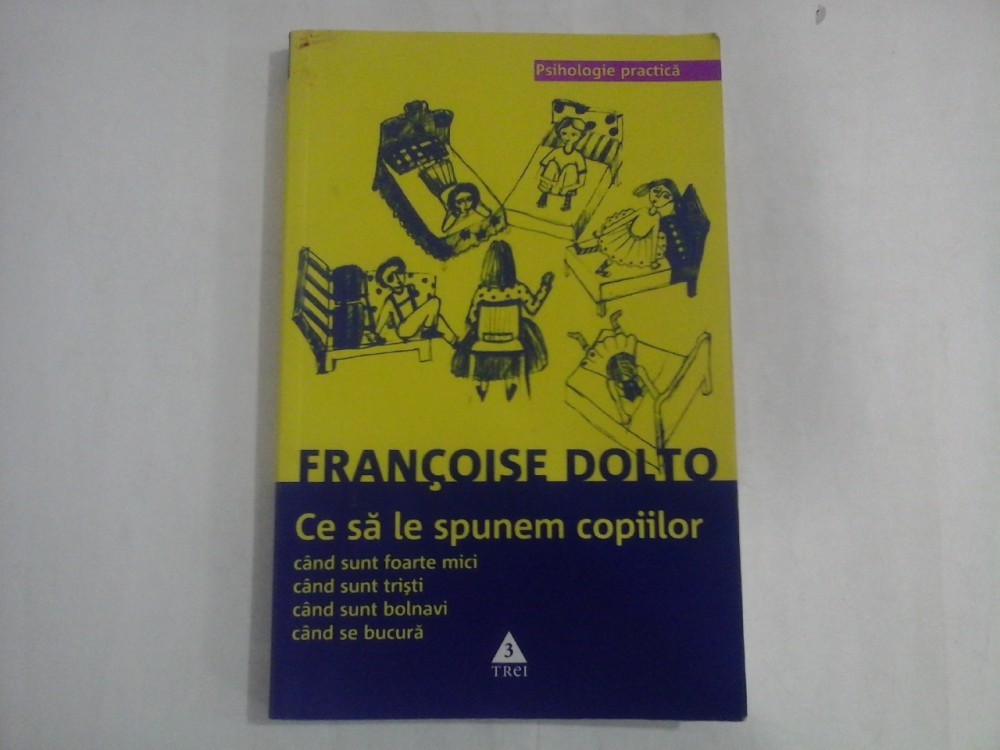 Psihologie practică
FRANÇOISE DOLTO
Ce să le spunem copiilor
când sunt foarte mici
când sunt triști
când sunt bolnavi
când se bucură
3
TREI